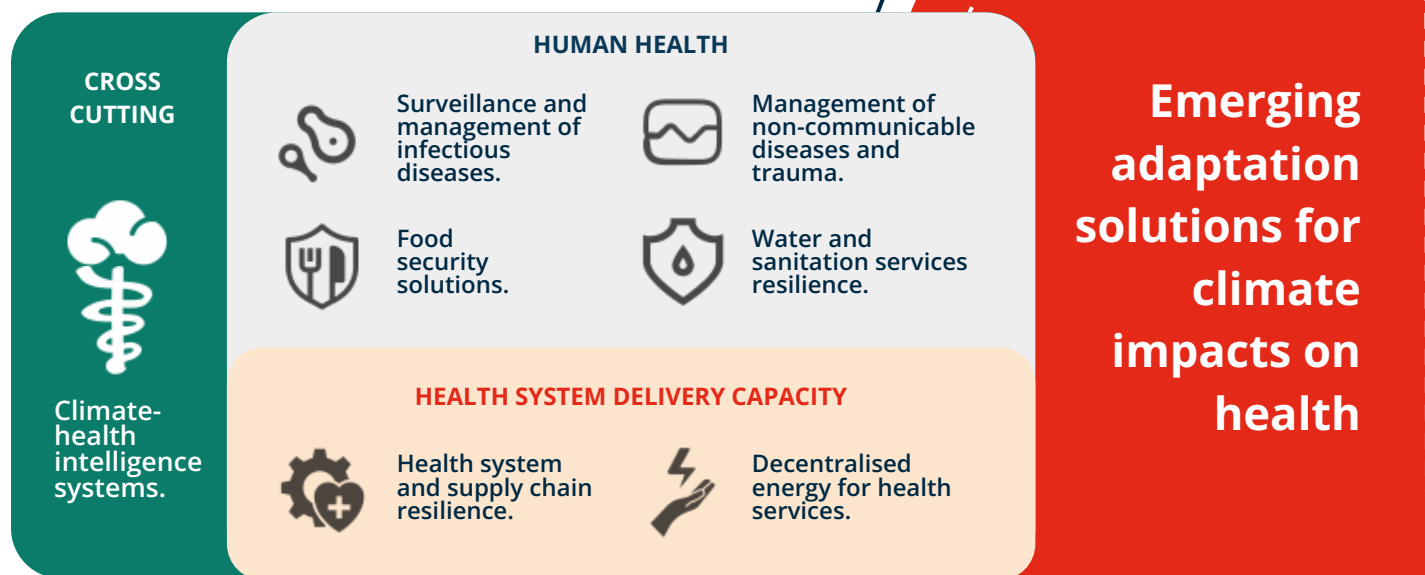 CROSS
CUTTING
Climate-
health
intelligence
systems.
HUMAN HEALTH
Surveillance and
management of
infectious
diseases.
Management of
non-communicable
diseases and
trauma.
Food
security
solutions.
Water and
sanitation services
resilience.
HEALTH SYSTEM DELIVERY CAPACITY
Health system
and supply chain
resilience.
Decentralised
energy for health
services.
Emerging
adaptation
solutions for
climate
impacts on
health